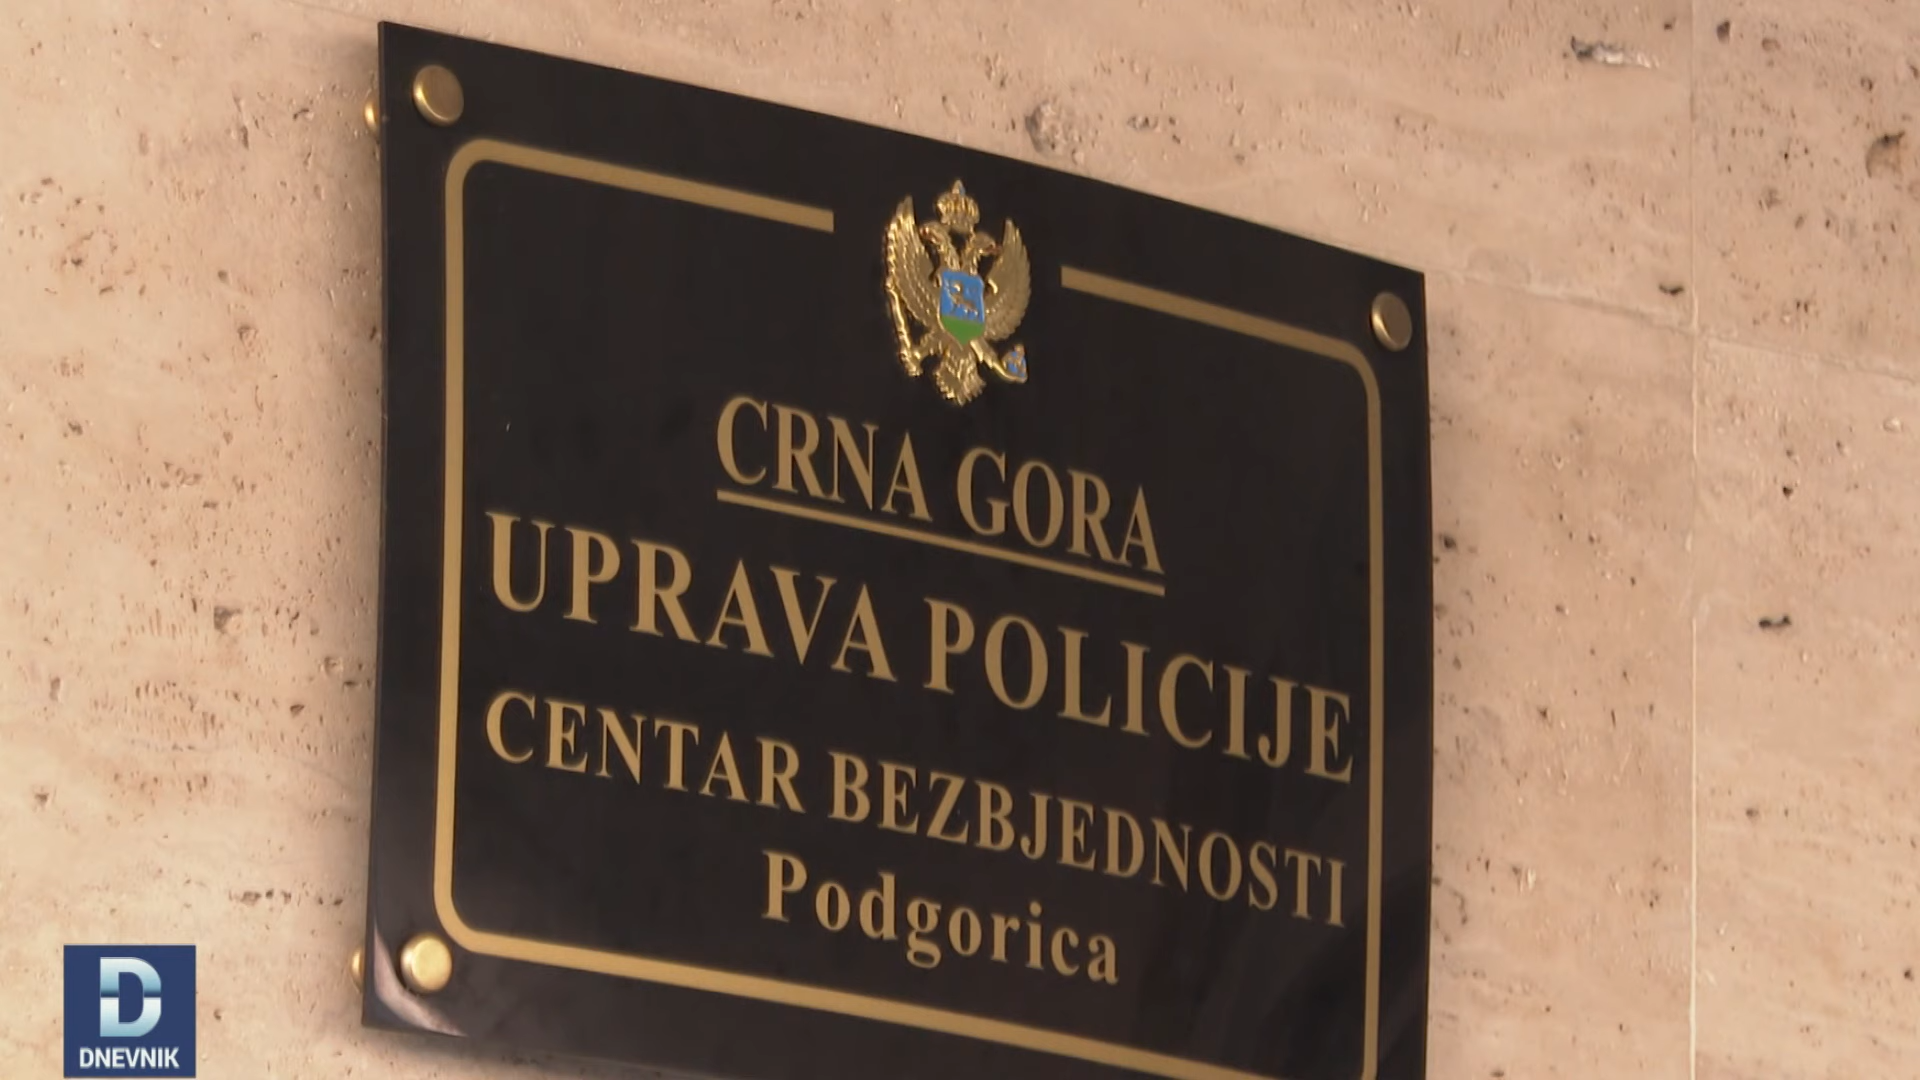 CRNA GORA
UPRAVA POLICIJE
CENTAR BEZBJEDNOSTI
Podgorica
D
DNEVNIK